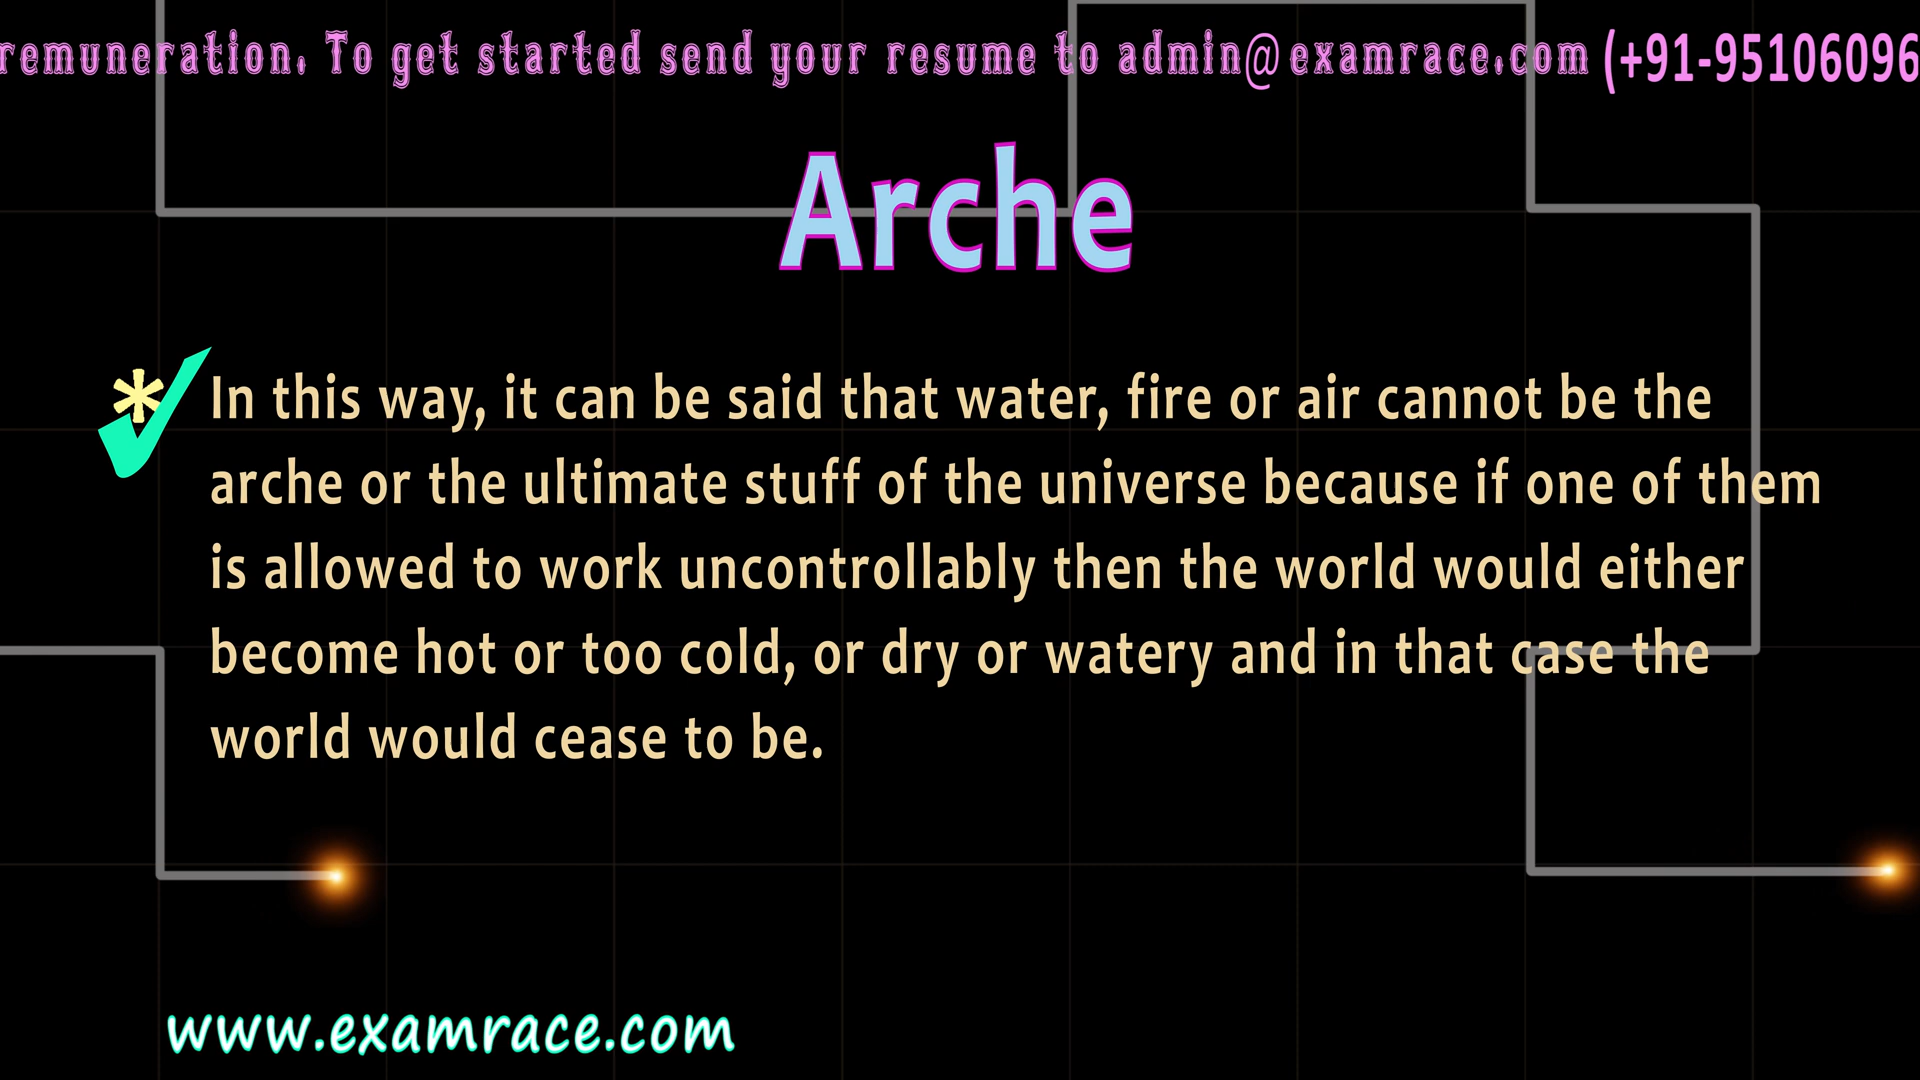 remuneration. To get started send your resume to admin@examrace.com (+91-95106096
Arche
* In this way, it can be said that water, fire or air cannot be the
arche or the ultimate stuff of the universe because if one of them
is allowed to work uncontrollably then the world would either
become hot or too cold, or dry or watery and in that case the
world would cease to be.
www.examrace.com